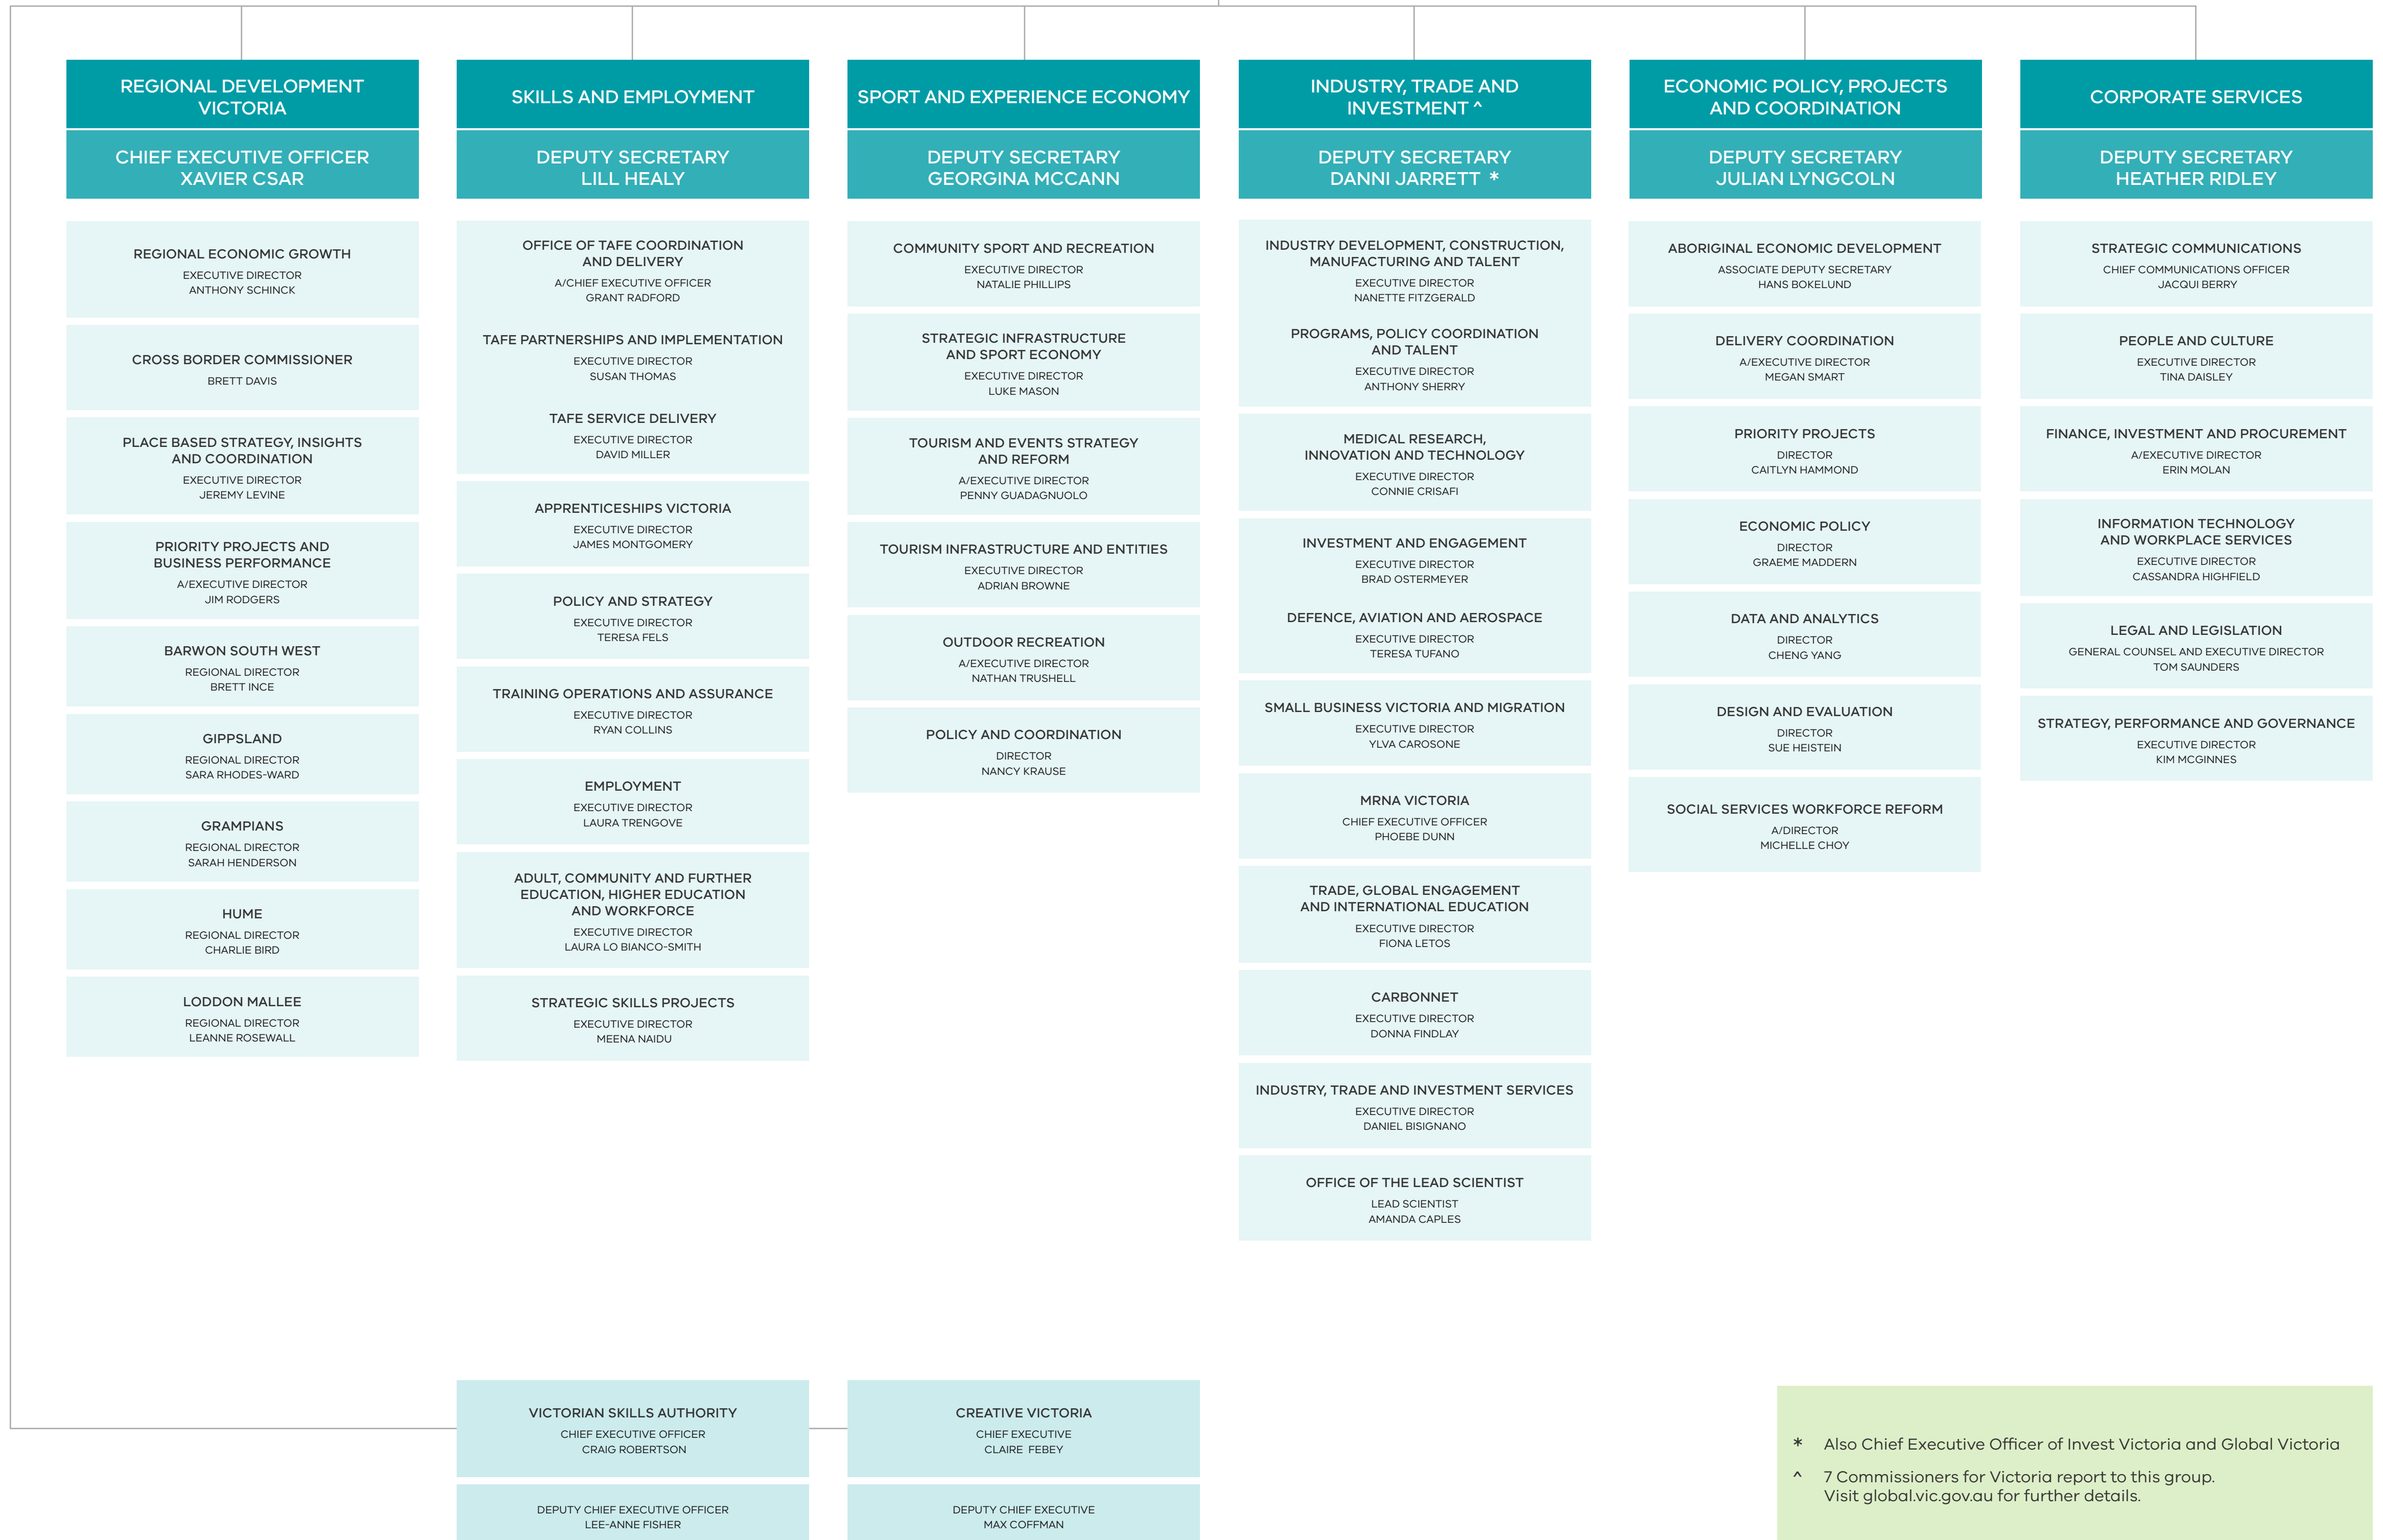 REGIONAL DEVELOPMENT
VICTORIA
CHIEF EXECUTIVE OFFICER
XAVIER CSAR
REGIONAL ECONOMIC GROWTH
EXECUTIVE DIRECTOR
ANTHONY SCHINCK
CROSS BORDER COMMISSIONER
BRETT DAVIS
PLACE BASED STRATEGY, INSIGHTS
AND COORDINATION
EXECUTIVE DIRECTOR
JEREMY LEVINE
PRIORITY PROJECTS AND
BUSINESS PERFORMANCE
A/EXECUTIVE DIRECTOR
JIM RODGERS
BARWON SOUTH WEST
REGIONAL DIRECTOR
BRETT INCE
GIPPSLAND
REGIONAL DIRECTOR
SARA RHODES-WARD
GRAMPIANS
REGIONAL DIRECTOR
SARAH HENDERSON
HUME
REGIONAL DIRECTOR
CHARLIE BIRD
LODDON MALLEE
REGIONAL DIRECTOR
LEANNE ROSEWALL
SKILLS AND EMPLOYMENT
DEPUTY SECRETARY
LILL HEALY
OFFICE OF TAFE COORDINATION
AND DELIVERY
A/CHIEF EXECUTIVE OFFICER
GRANT RADFORD
TAFE PARTNERSHIPS AND IMPLEMENTATION
EXECUTIVE DIRECTOR
SUSAN THOMAS
TAFE SERVICE DELIVERY
EXECUTIVE DIRECTOR
DAVID MILLER
APPRENTICESHIPS VICTORIA
EXECUTIVE DIRECTOR
JAMES MONTGOMERY
POLICY AND STRATEGY
EXECUTIVE DIRECTOR
TERESA FELS
TRAINING OPERATIONS AND ASSURANCE
EXECUTIVE DIRECTOR
RYAN COLLINS
EMPLOYMENT
EXECUTIVE DIRECTOR
LAURA TRENGOVE
ADULT, COMMUNITY AND FURTHER
EDUCATION, HIGHER EDUCATION
AND WORKFORCE
EXECUTIVE DIRECTOR
LAURA LO BIANCO-SMITH
STRATEGIC SKILLS PROJECTS
EXECUTIVE DIRECTOR
MEENA NAIDU
SPORT AND EXPERIENCE ECONOMY
DEPUTY SECRETARY
GEORGINA MCCANN
COMMUNITY SPORT AND RECREATION
EXECUTIVE DIRECTOR
NATALIE PHILLIPS
STRATEGIC INFRASTRUCTURE
AND SPORT ECONOMY
EXECUTIVE DIRECTOR
LUKE MASON
TOURISM AND EVENTS STRATEGY
AND REFORM
A/EXECUTIVE DIRECTOR
PENNY GUADAGNUOLO
TOURISM INFRASTRUCTURE AND ENTITIES
EXECUTIVE DIRECTOR
ADRIAN BROWNE
OUTDOOR RECREATION
A/EXECUTIVE DIRECTOR
NATHAN TRUSHELL
POLICY AND COORDINATION
DIRECTOR
NANCY KRAUSE
INDUSTRY, TRADE AND
INVESTMENT ^
DEPUTY SECRETARY
DANNI JARRETT *
INDUSTRY DEVELOPMENT, CONSTRUCTION,
MANUFACTURING AND TALENT
EXECUTIVE DIRECTOR
NANETTE FITZGERALD
PROGRAMS, POLICY COORDINATION
AND TALENT
EXECUTIVE DIRECTOR
ANTHONY SHERRY
MEDICAL RESEARCH,
INNOVATION AND TECHNOLOGY
EXECUTIVE DIRECTOR
CONNIE CRISAFI
INVESTMENT AND ENGAGEMENT
EXECUTIVE DIRECTOR
BRAD OSTERMEYER
DEFENCE, AVIATION AND AEROSPACE
EXECUTIVE DIRECTOR
TERESA TUFANO
SMALL BUSINESS VICTORIA AND MIGRATION
EXECUTIVE DIRECTOR
YLVA CAROSONE
MRNA VICTORIA
CHIEF EXECUTIVE OFFICER
PHOEBE DUNN
TRADE, GLOBAL ENGAGEMENT
AND INTERNATIONAL EDUCATION
EXECUTIVE DIRECTOR
FIONA LETOS
CARBONNET
EXECUTIVE DIRECTOR
DONNA FINDLAY
INDUSTRY, TRADE AND INVESTMENT SERVICES
EXECUTIVE DIRECTOR
DANIEL BISIGNANO
OFFICE OF THE LEAD SCIENTIST
LEAD SCIENTIST
AMANDA CAPLES
ECONOMIC POLICY, PROJECTS
AND COORDINATION
DEPUTY SECRETARY
JULIAN LYNGCOLN
ABORIGINAL ECONOMIC DEVELOPMENT
ASSOCIATE DEPUTY SECRETARY
HANS BOKELUND
DELIVERY COORDINATION
A/EXECUTIVE DIRECTOR
MEGAN SMART
PRIORITY PROJECTS
DIRECTOR
CAITLYN HAMMOND
ECONOMIC POLICY
DIRECTOR
GRAEME MADDERN
DATA AND ANALYTICS
DIRECTOR
CHENG YANG
DESIGN AND EVALUATION
DIRECTOR
SUE HEISTEIN
SOCIAL SERVICES WORKFORCE REFORM
A/DIRECTOR
MICHELLE CHOY
CORPORATE SERVICES
DEPUTY SECRETARY
HEATHER RIDLEY
STRATEGIC COMMUNICATIONS
CHIEF COMMUNICATIONS OFFICER
JACQUI BERRY
PEOPLE AND CULTURE
EXECUTIVE DIRECTOR
TINA DAISLEY
FINANCE, INVESTMENT AND PROCUREMENT
A/EXECUTIVE DIRECTOR
ERIN MOLAN
INFORMATION TECHNOLOGY
AND WORKPLACE SERVICES
EXECUTIVE DIRECTOR
CASSANDRA HIGHFIELD
LEGAL AND LEGISLATION
GENERAL COUNSEL AND EXECUTIVE DIRECTOR
TOM SAUNDERS
STRATEGY, PERFORMANCE AND GOVERNANCE
EXECUTIVE DIRECTOR
KIM MCGINNES
VICTORIAN SKILLS AUTHORITY
CHIEF EXECUTIVE OFFICER
CRAIG ROBERTSON
DEPUTY CHIEF EXECUTIVE OFFICER
LEE-ANNE FISHER
CREATIVE VICTORIA
CHIEF EXECUTIVE
CLAIRE FEBEY
DEPUTY CHIEF EXECUTIVE
MAX COFFMAN
* Also Chief Executive Officer of Invest Victoria and Global Victoria
^ 7 Commissioners for Victoria report to this group.
Visit global.vic.gov.au for further details.